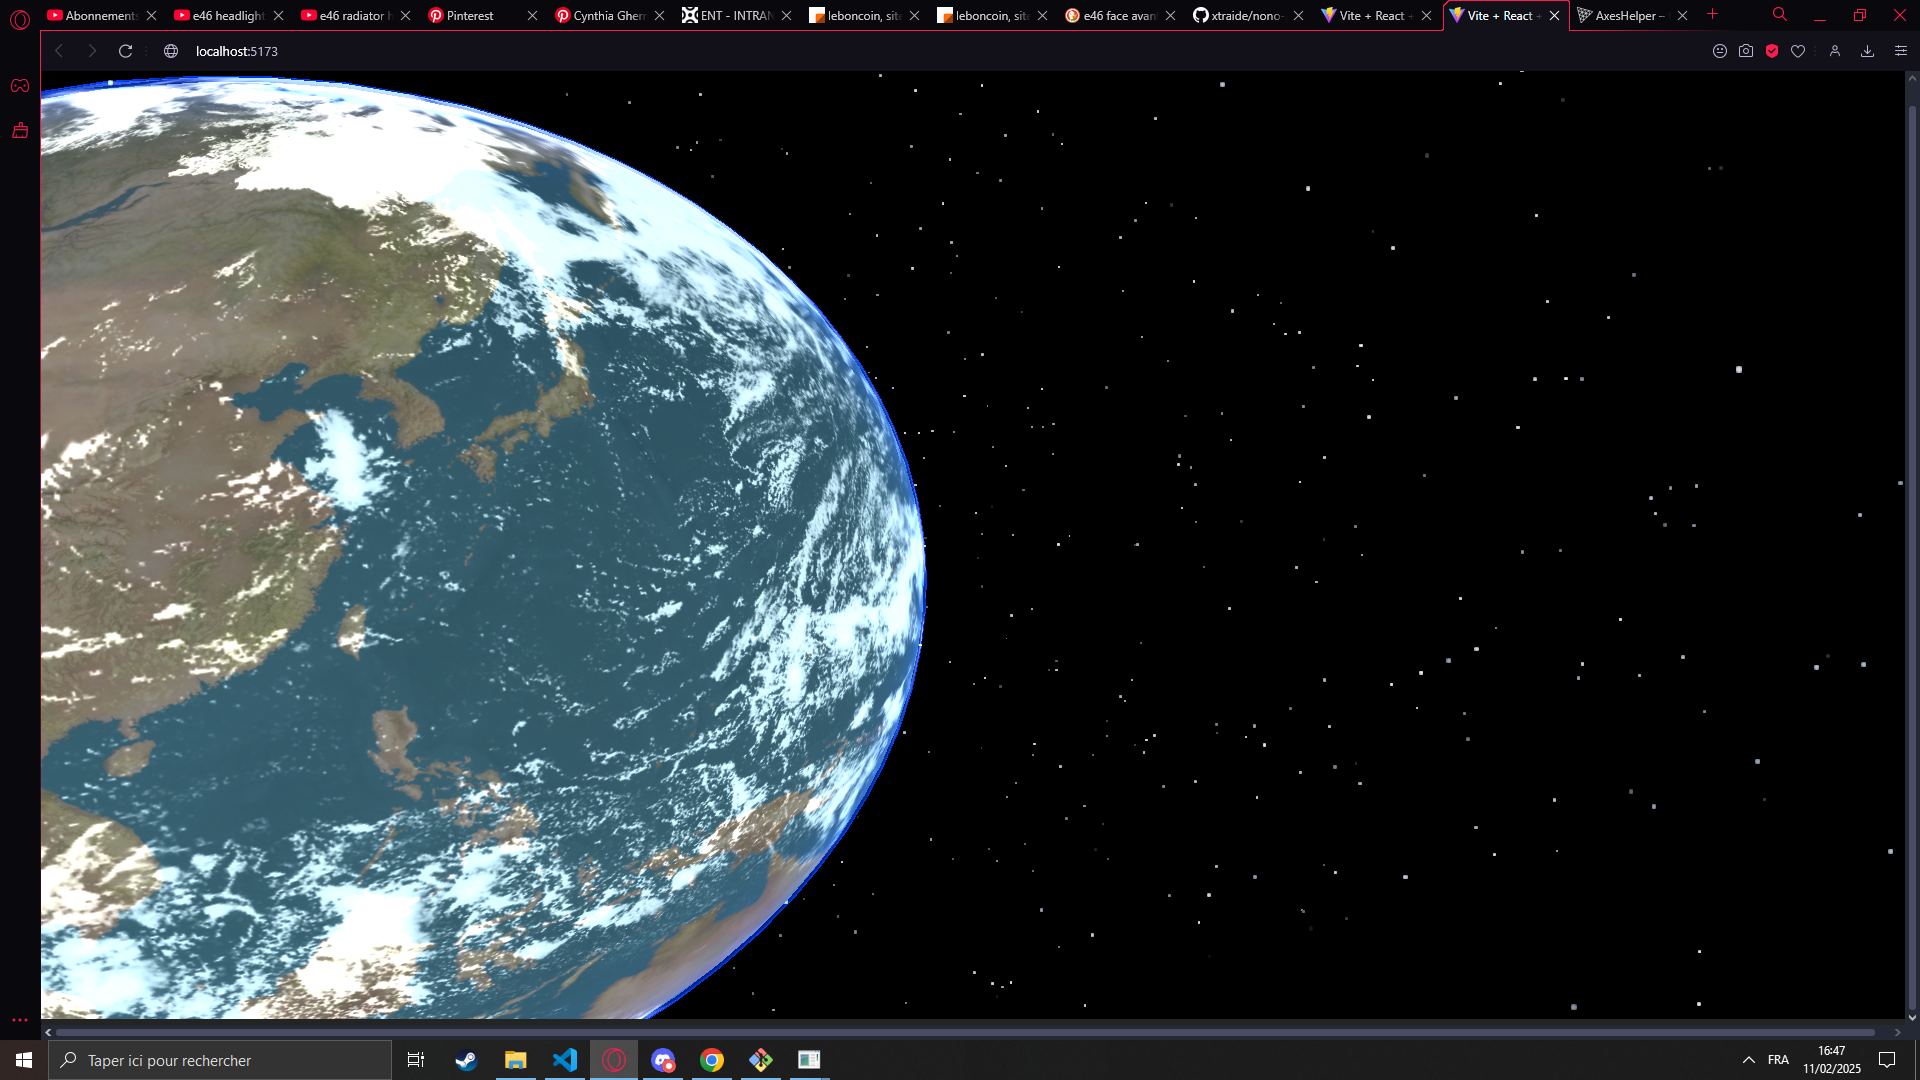 Abonnements
e46 headlight
e46 radiator h
Pinterest
Cynthia Gher
ENT - INTRAN
leboncoin, site
leboncoin, site
e46 face avan
xtraide/nono-
Vite + React +
Vite + React +
AxesHelper –
localhost:5173
Taper ici pour rechercher
FRA
16:47
11/02/2025